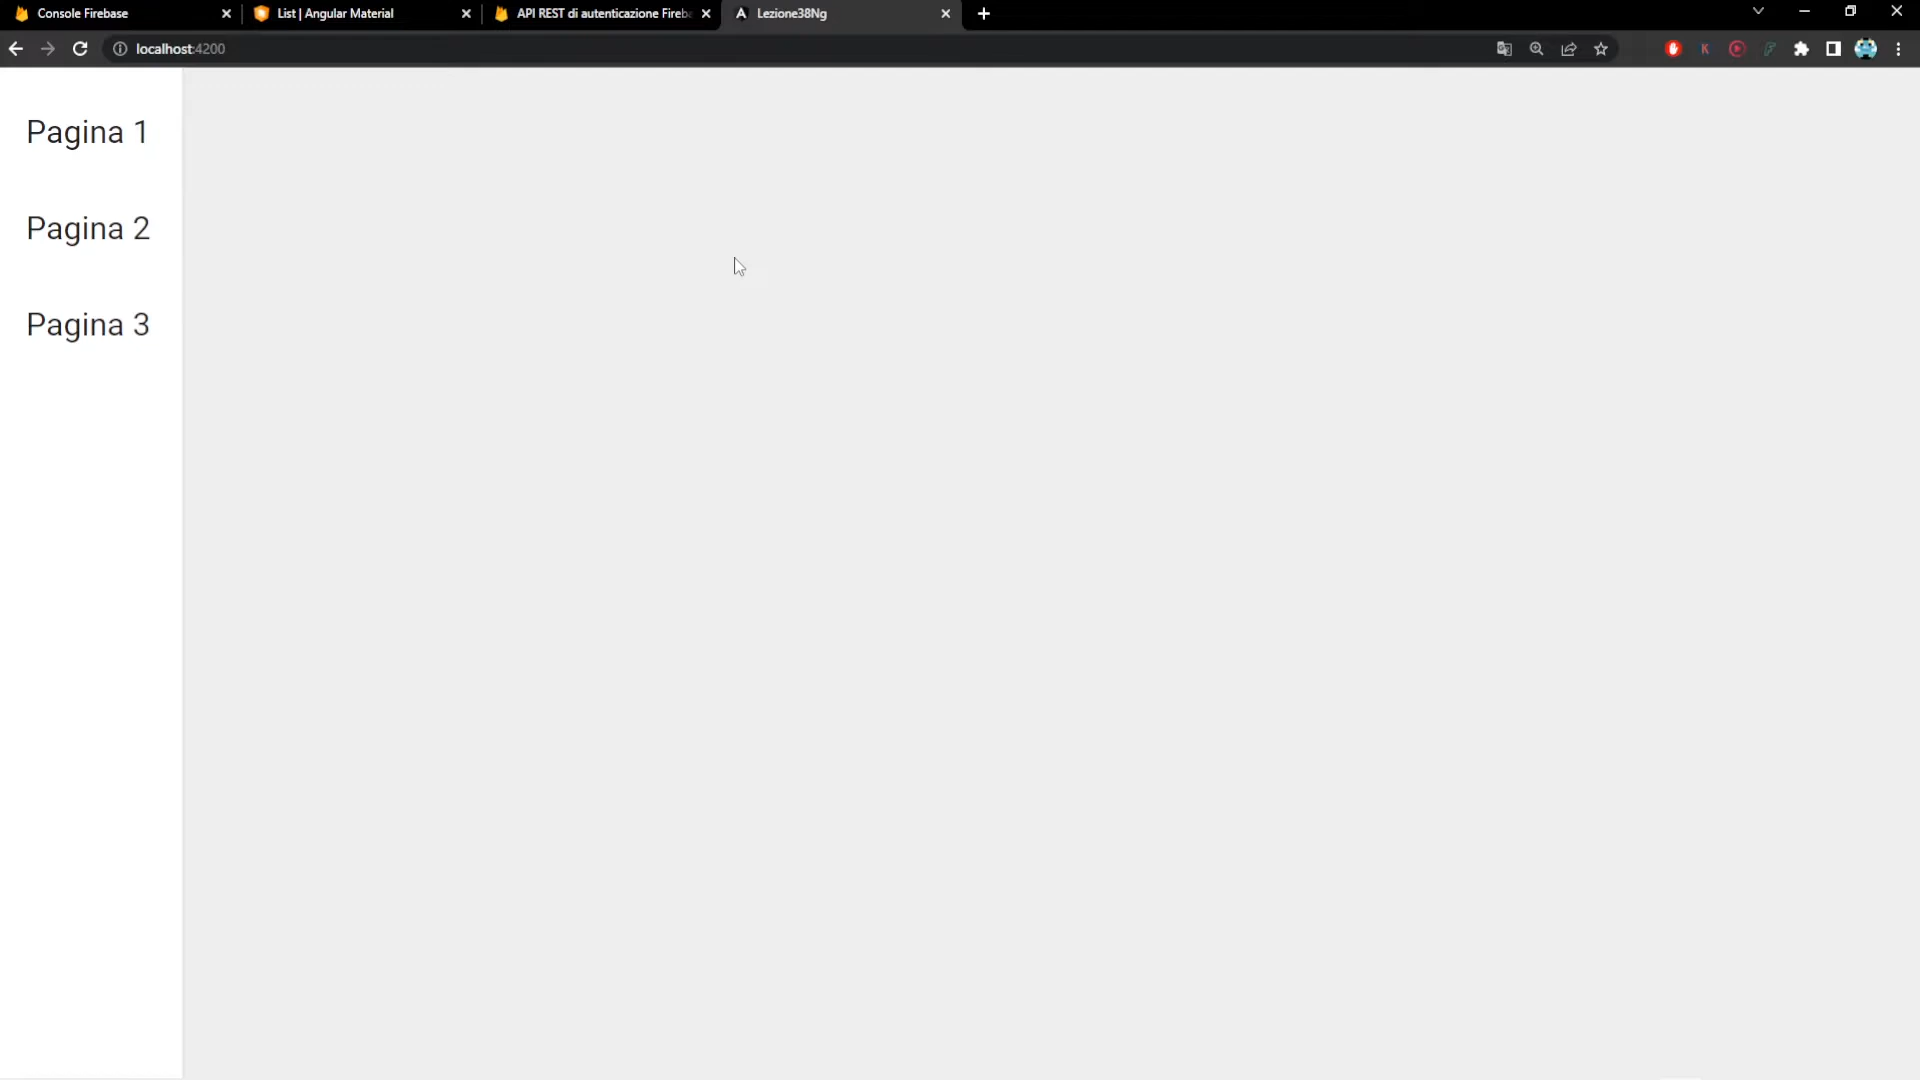 Console Firebase
List | Angular Material
API REST di autenticazione Fireb
Lezione38Ng
localhost:4200
Pagina 1
Pagina 2
Pagina 3